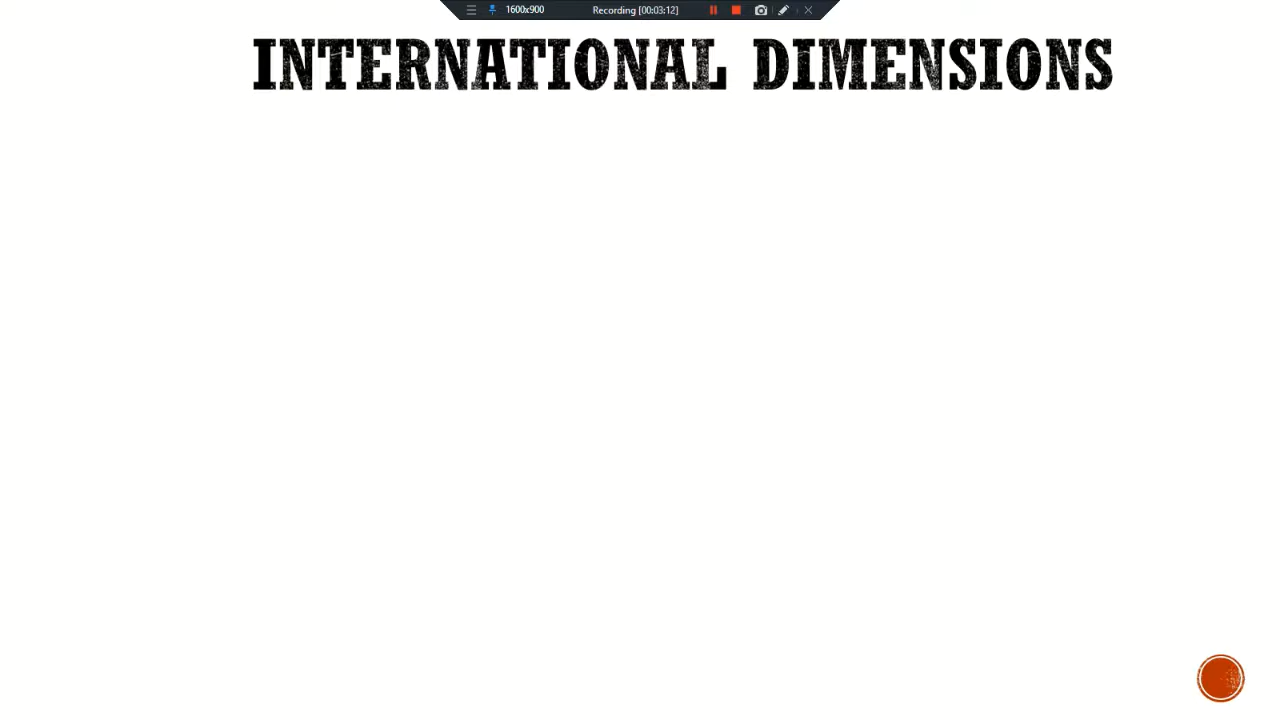 1600x900 Recording [00:03:12]
INTERNATIONAL DIMENSIONS